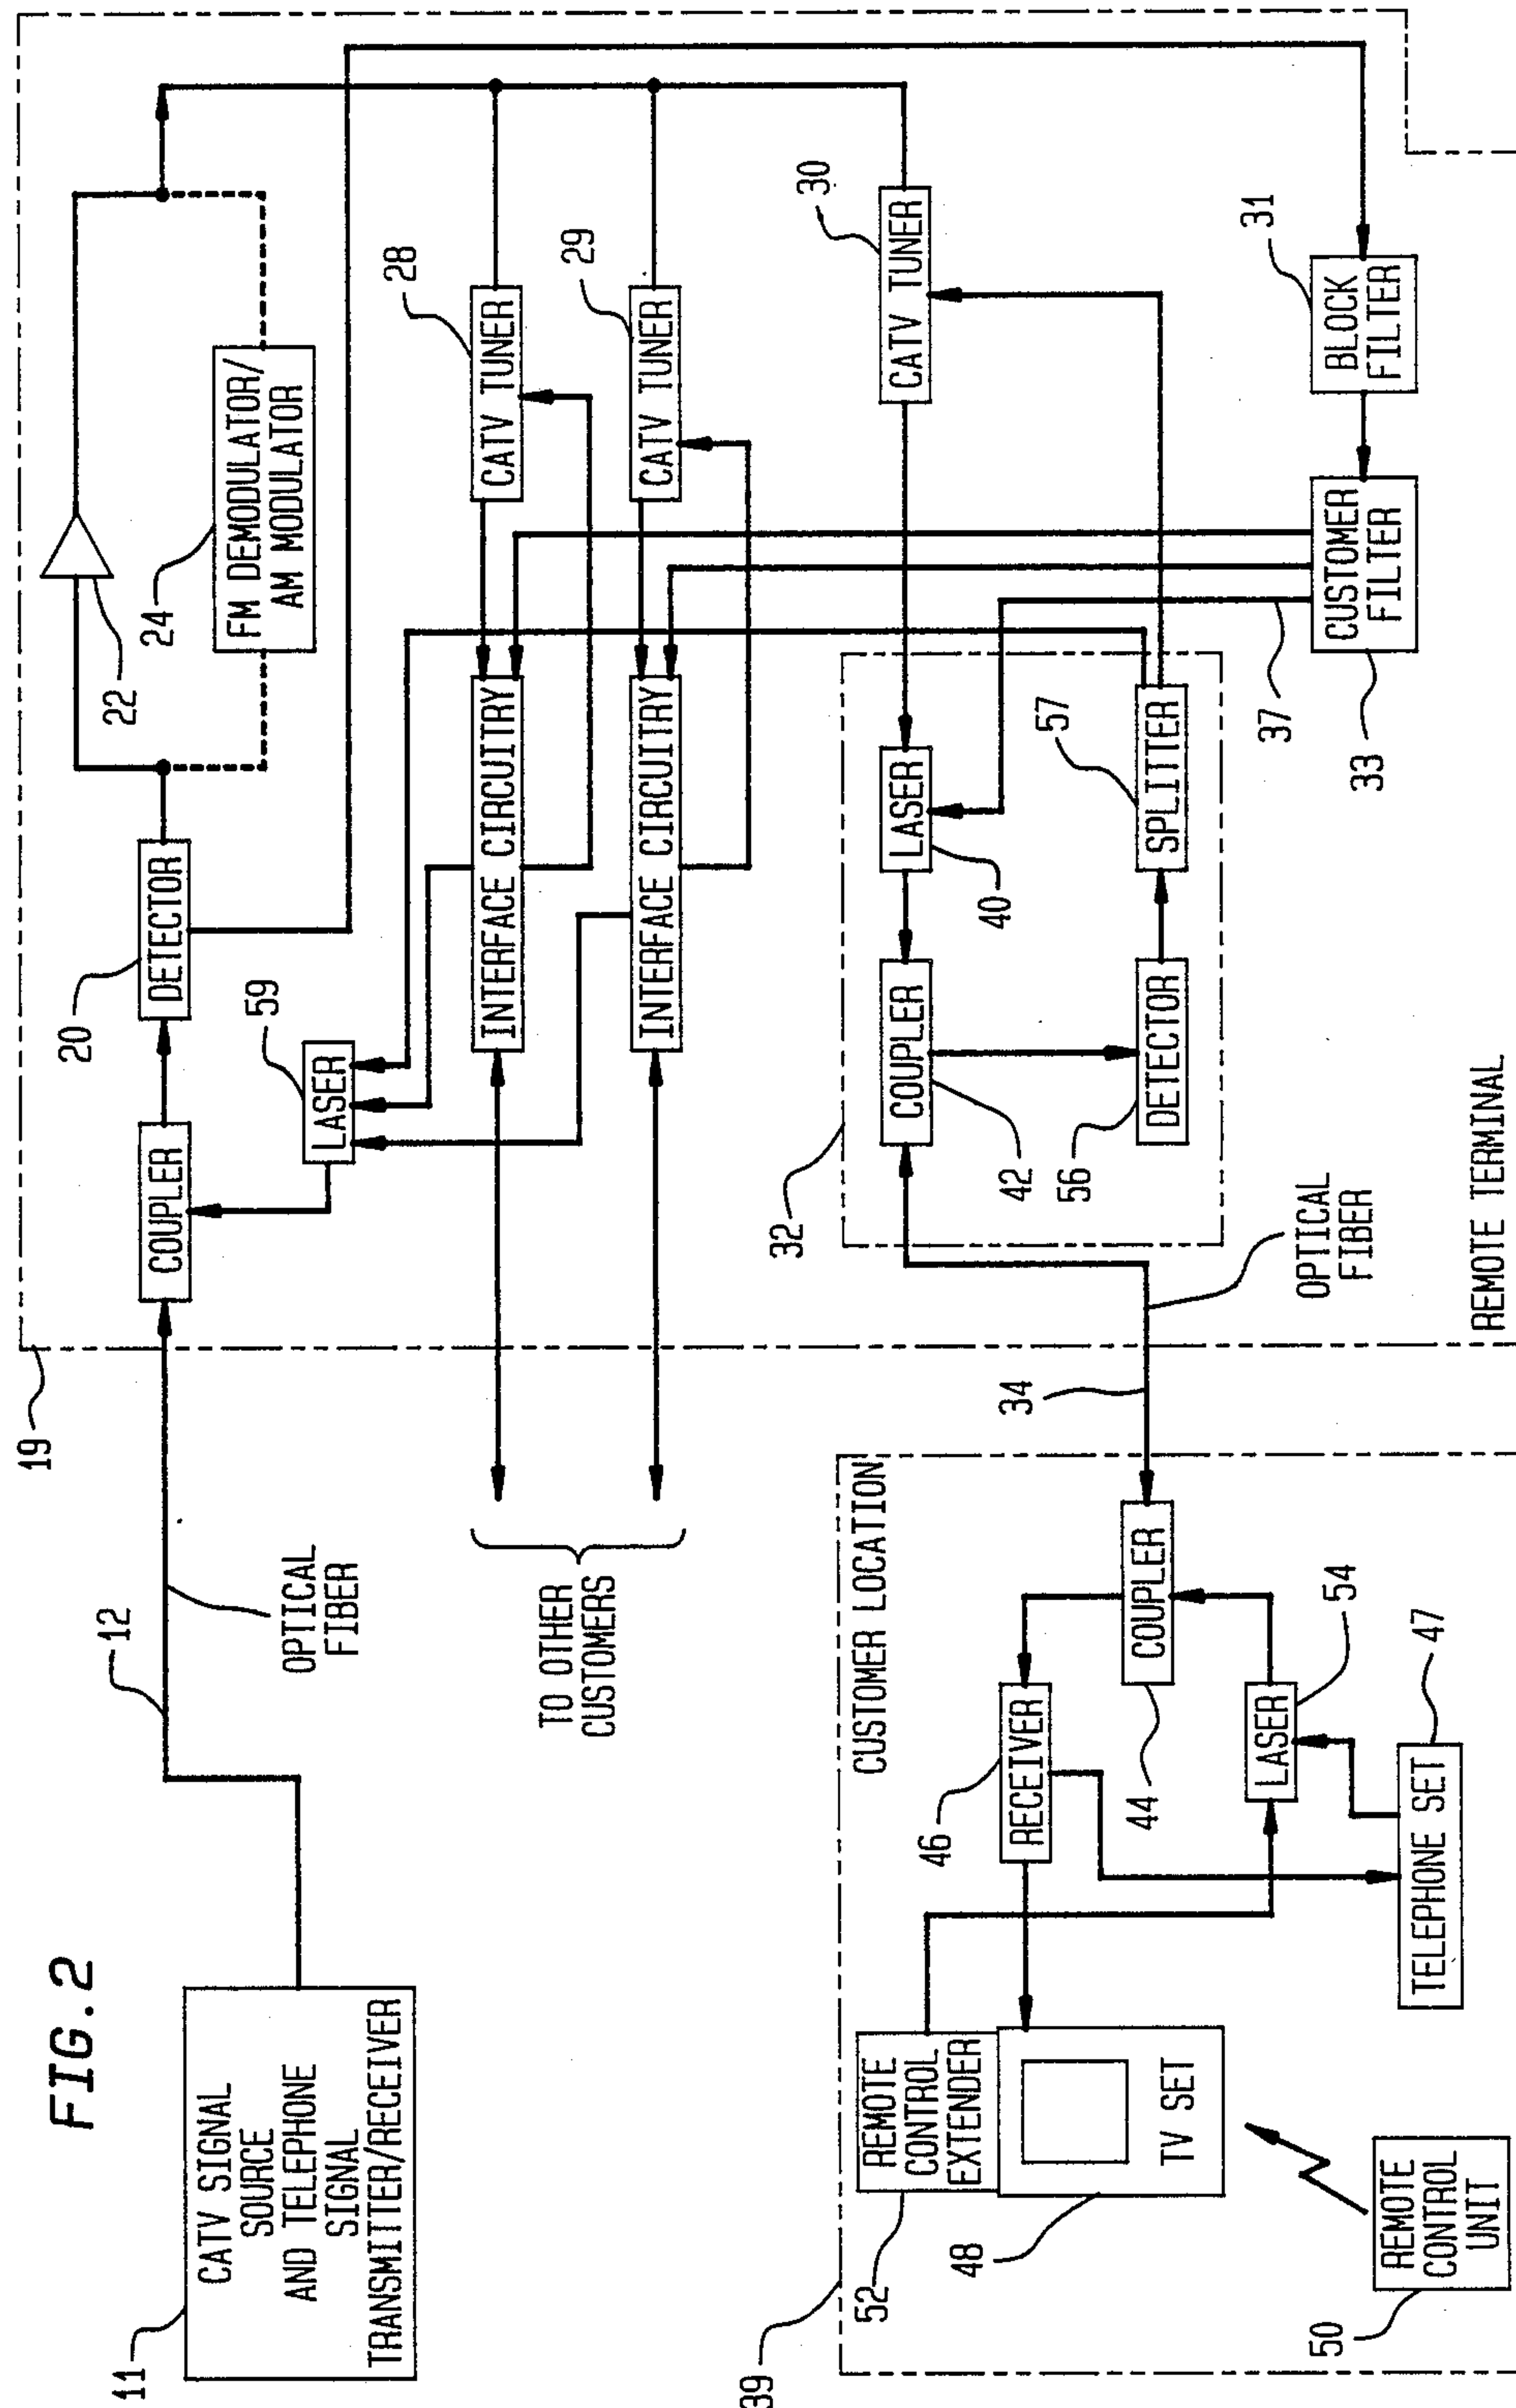 FIG. 2
11
CATV SIGNAL
SOURCE
AND TELEPHONE
SIGNAL
TRANSMITTER/RECEIVER
12
OPTICAL
FIBER
TO OTHER
CUSTOMERS
19
COUPLER
20
DETECTOR
22
24
FM DEMODULATOR/
AM MODULATOR
59
LASER
28
CATV TUNER
INTERFACE CIRCUITRY
29
CATV TUNER
INTERFACE CIRCUITRY
30
CATV TUNER
32
COUPLER
42
LASER
40
DETECTOR
56
SPLITTER
57
37
31
BLOCK
FILTER
CUSTOMER
FILTER
33
OPTICAL
FIBER
REMOTE TERMINAL
34
39
CUSTOMER LOCATION
REMOTE
CONTROL
EXTENDER
52
TV SET
48
REMOTE
CONTROL
UNIT
50
46
RECEIVER
COUPLER
44
LASER
54
47
TELEPHONE SET